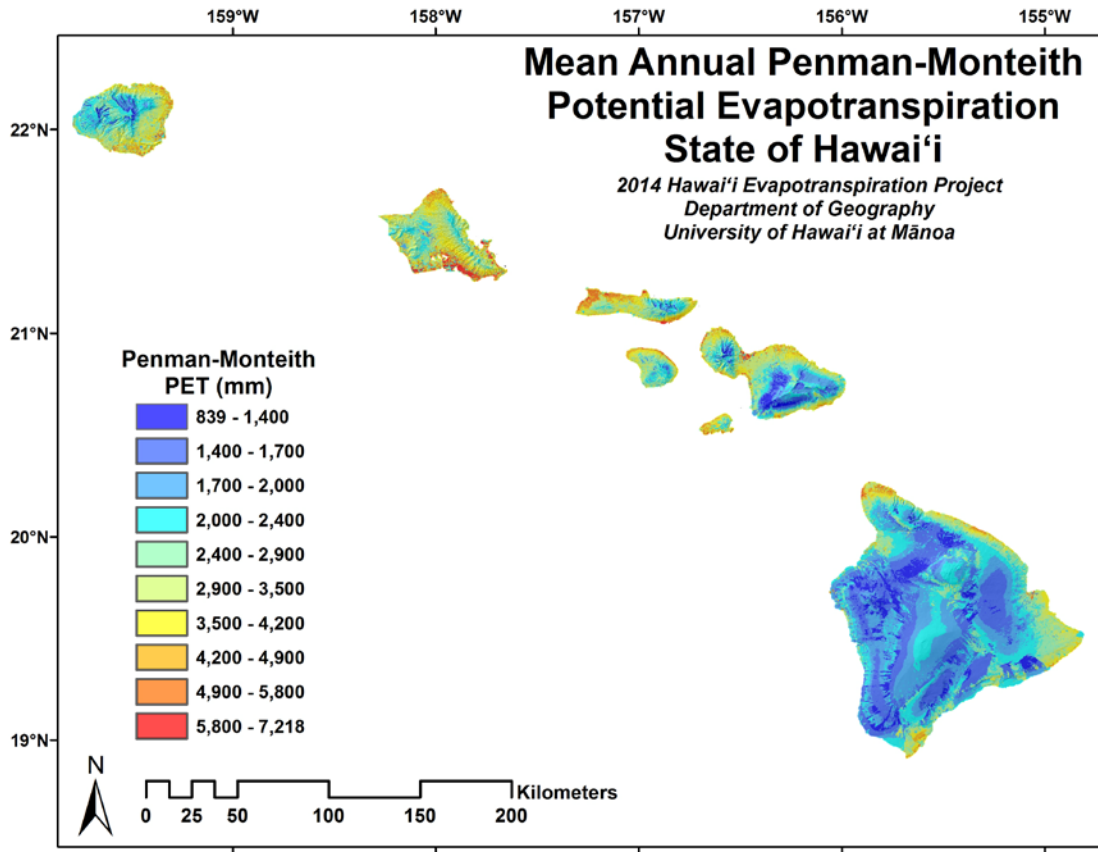 159°W
158°W
157°W
156°W
155°W
Mean Annual Penman-Monteith
Potential Evapotranspiration
State of Hawai‘i
2014 Hawai‘i Evapotranspiration Project
Department of Geography
University of Hawai‘i at Mānoa
22°N
21°N
20°N
19°N
Penman-Monteith
PET (mm)
839 - 1,400
1,400 - 1,700
1,700 - 2,000
2,000 - 2,400
2,400 - 2,900
2,900 - 3,500
3,500 - 4,200
4,200 - 4,900
4,900 - 5,800
5,800 - 7,218
N
Kilometers
0 25 50 100 150 200